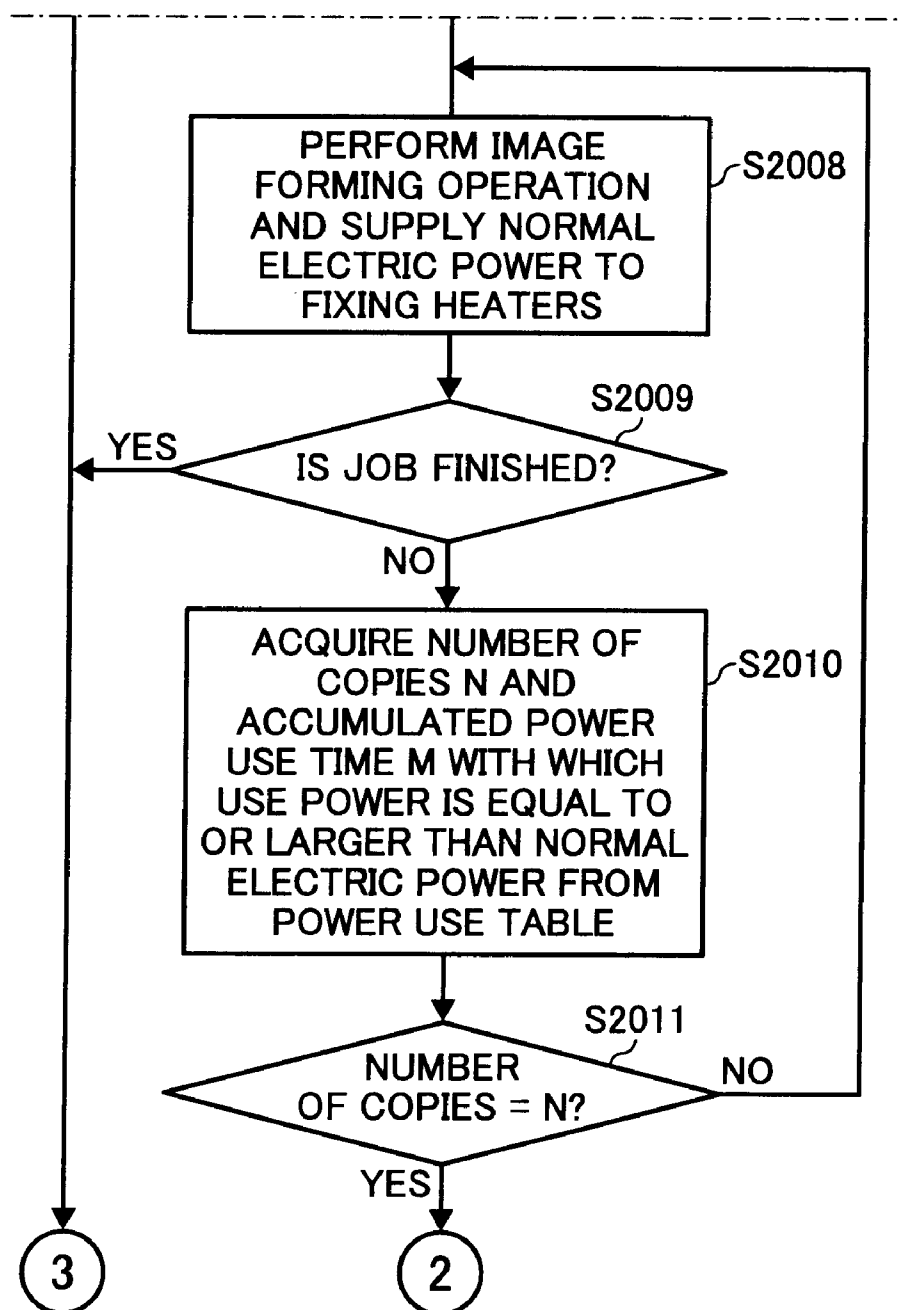 PERFORM IMAGE
FORMING OPERATION
AND SUPPLY NORMAL
ELECTRIC POWER TO
FIXING HEATERS
S2008
S2009
YES
IS JOB FINISHED?
NO
ACQUIRE NUMBER OF
COPIES N AND
ACCUMULATED POWER
USE TIME M WITH WHICH
USE POWER IS EQUAL TO
OR LARGER THAN NORMAL
ELECTRIC POWER FROM
POWER USE TABLE
S2010
S2011
NUMBER
OF COPIES = N?
NO
YES
3
2